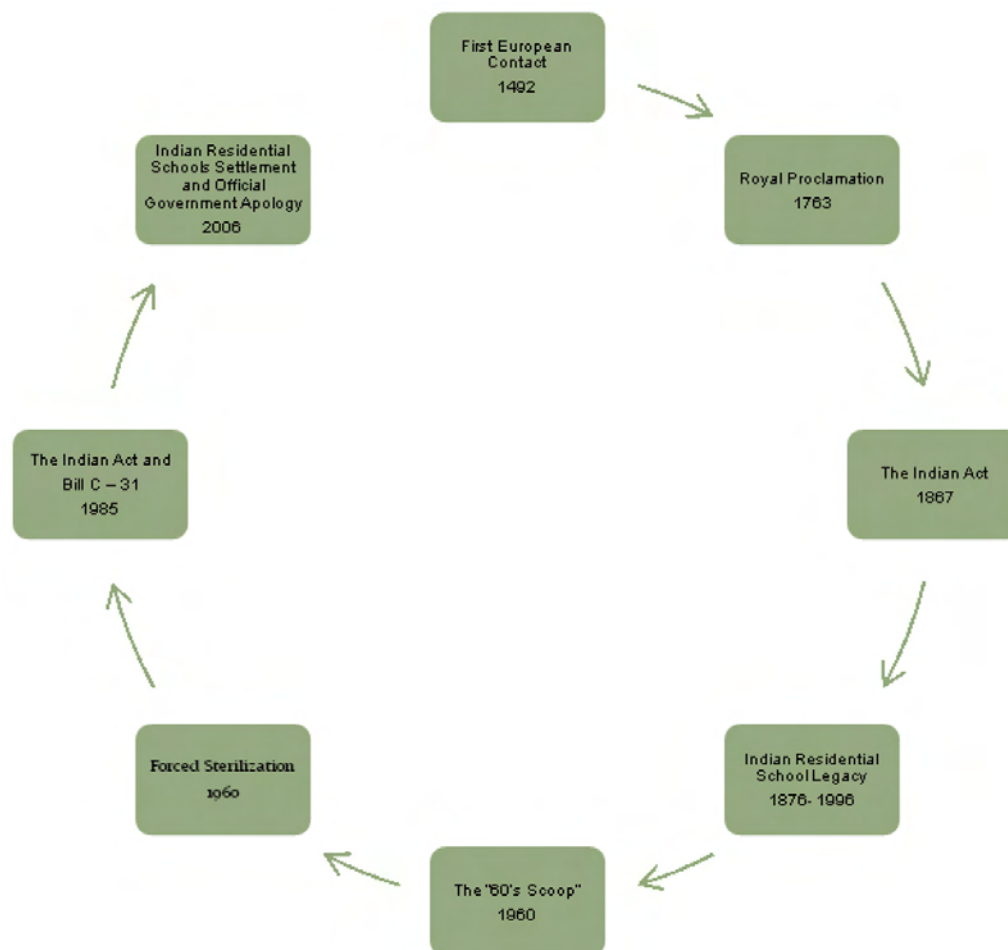 First European
Contact
1492
Royal Proclamation
1763
The Indian Act
1867
Indian Residential
School Legacy
1876- 1996
The "60's Scoop"
1960
Forced Sterilization
1960
The Indian Act and
Bill C – 31
1985
Indian Residential
Schools Settlement
and Official
Government Apology
2006